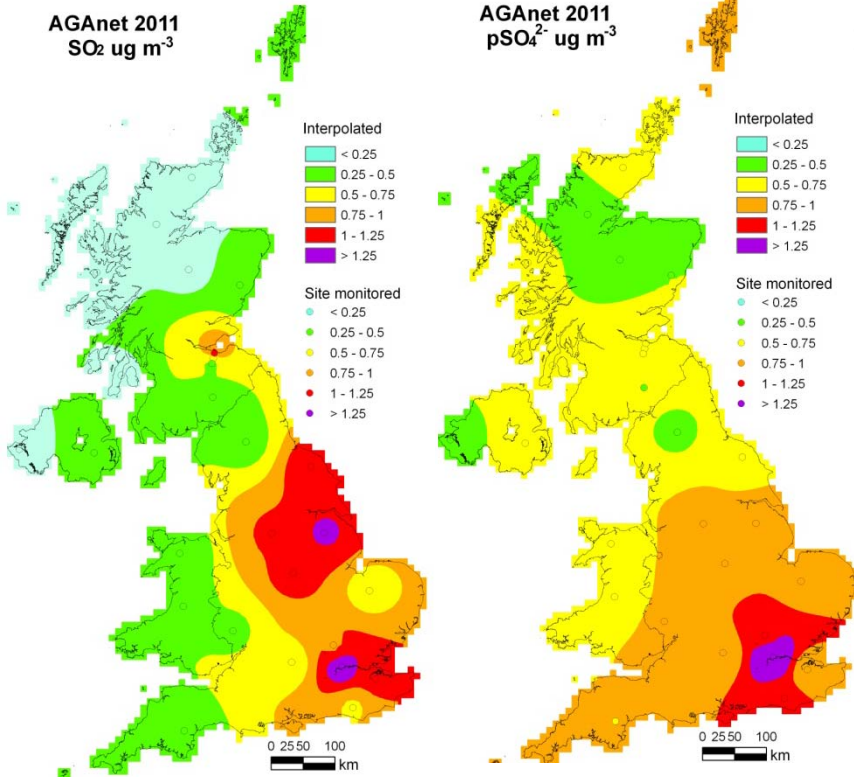 AGAnet 2011
SO₂ ug m⁻³
Interpolated
< 0.25
0.25 - 0.5
0.5 - 0.75
0.75 - 1
1 - 1.25
> 1.25
Site monitored
< 0.25
0.25 - 0.5
0.5 - 0.75
0.75 - 1
1 - 1.25
> 1.25
0 25 50 100
km
AGAnet 2011
pSO₄²⁻ ug m⁻³
Interpolated
< 0.25
0.25 - 0.5
0.5 - 0.75
0.75 - 1
1 - 1.25
> 1.25
Site monitored
< 0.25
0.25 - 0.5
0.5 - 0.75
0.75 - 1
1 - 1.25
> 1.25
0 25 50 100
km